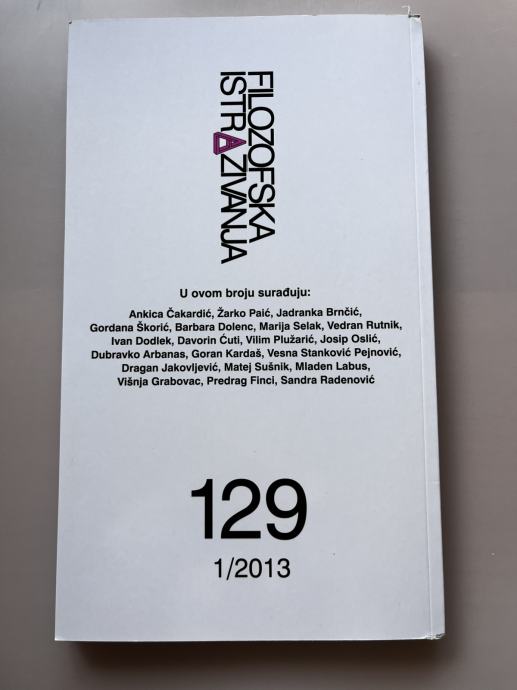 FILOZOFSKA
ISTRAŽIVANJA
U ovom broju surađuju:
Ankica Čakardić, Žarko Paić, Jadranka Brnčić,
Gordana Škorić, Barbara Dolenc, Marija Selak, Vedran Rutnik,
Ivan Dodlek, Davorin Ćuti, Vilim Plužarić, Josip Oslić,
Dubravko Arbanas, Goran Kardaš, Vesna Stanković Pejnović,
Dragan Jakovljević, Matej Sušnik, Mladen Labus,
Višnja Grabovac, Predrag Finci, Sandra Radenović
129
1/2013